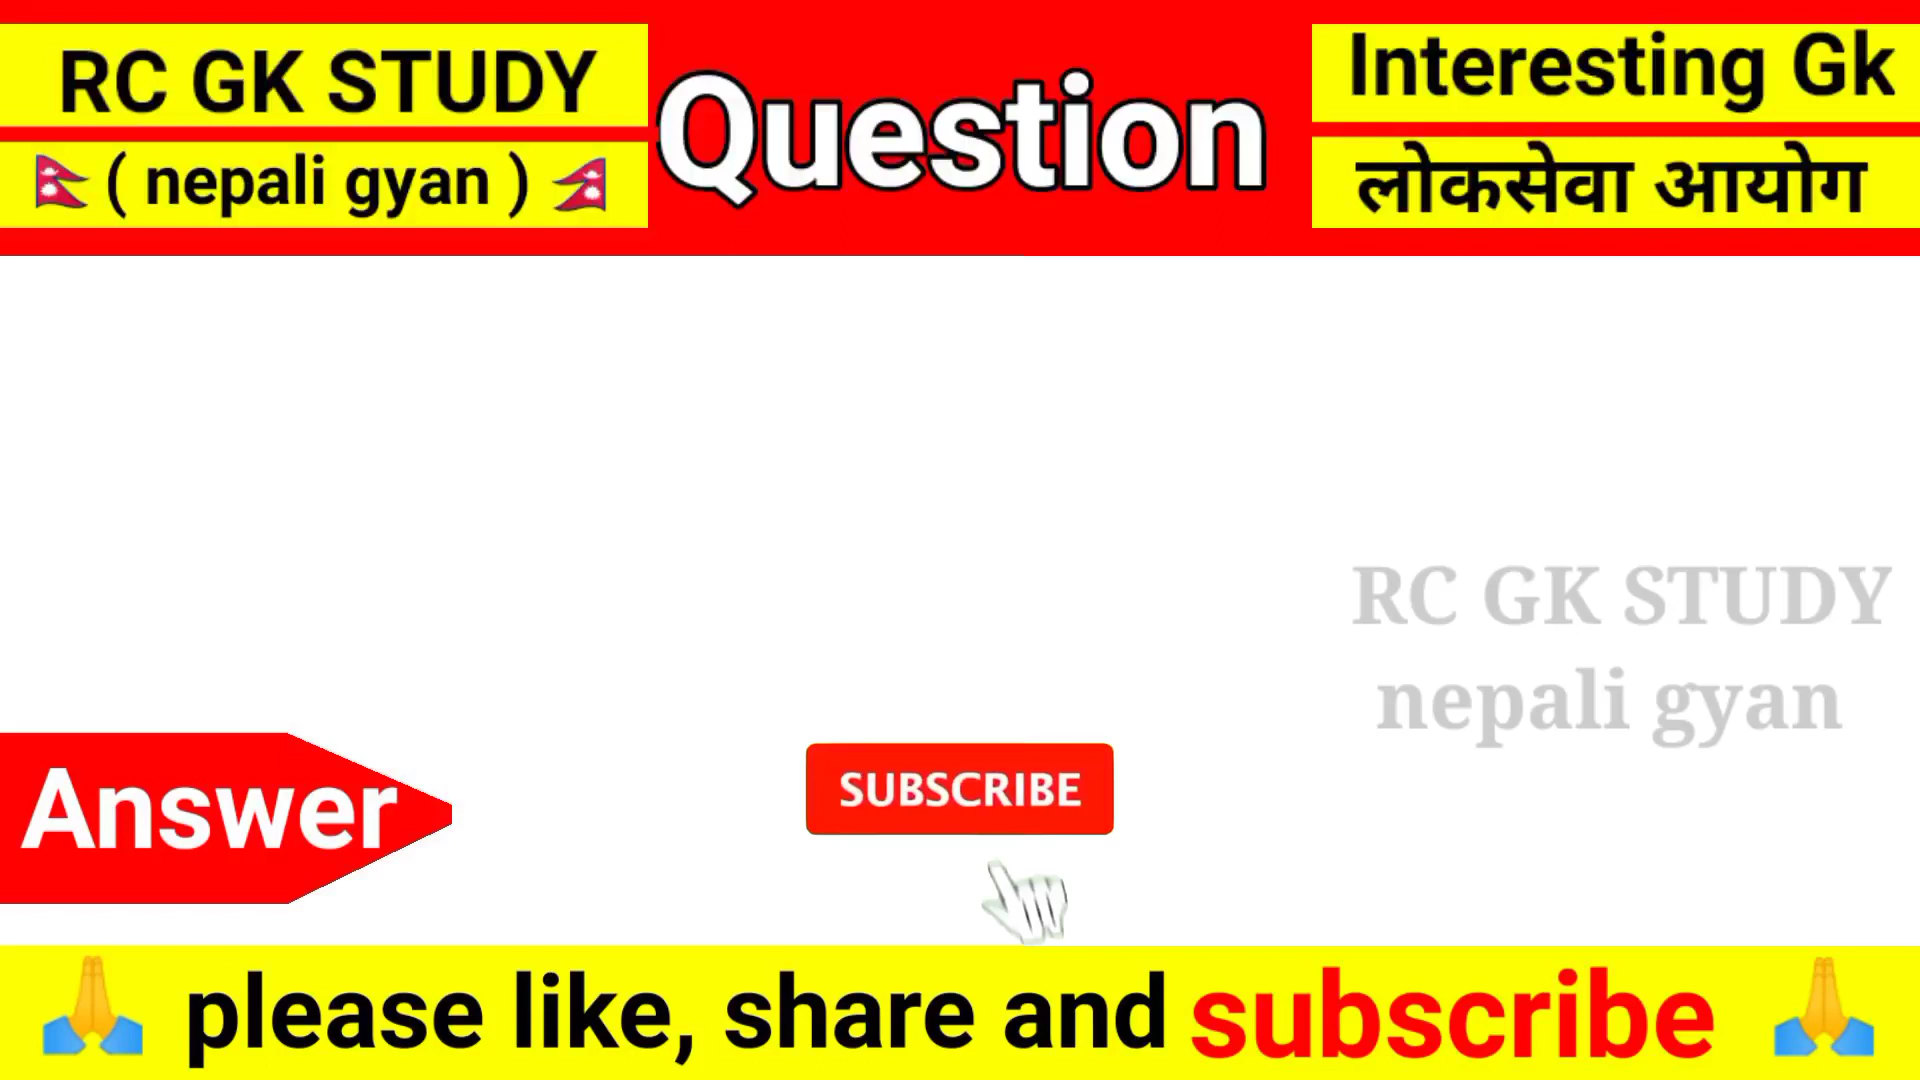 RC GK STUDY
( nepali gyan )
Question
Interesting Gk
लोकसेवा आयोग
RC GK STUDY
nepali gyan
Answer
SUBSCRIBE
please like, share and subscribe